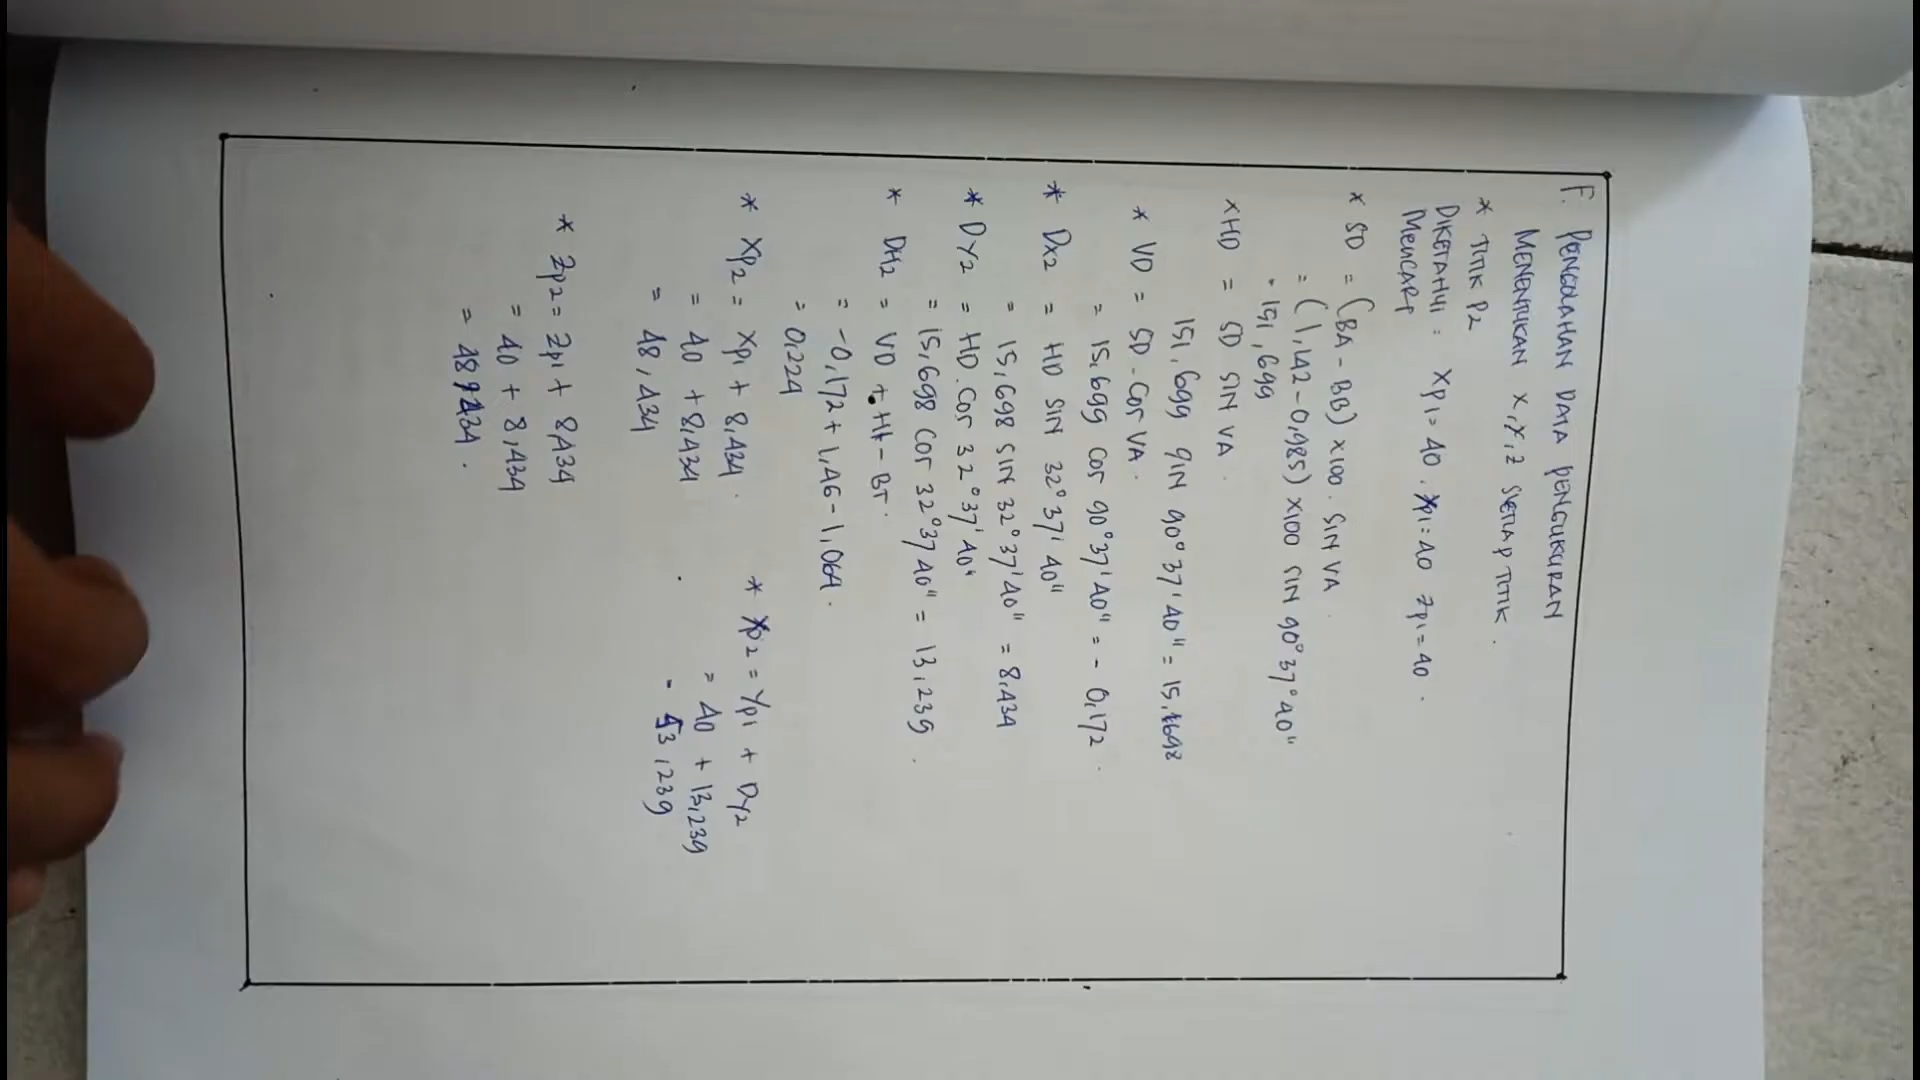 F. PENGOLAHAN DATA PENGUKURAN
MENENTUKAN X,Y,Z SETIAP TITIK.
* TITIK P2
DIKETAHUI : Xp1 = 40 . Yp1 = 40 Zp1 = 40 .
MENCARI
* SD = (BA - BB) x100 . SIN VA .
= (1,142 - 0,985) x100 SIN 90°37°40"
= 151,699
* HD = SD SIN VA .
151,699 SIN 90°37'40" = 15,698
* VD = SD - COS VA .
= 15,699 COS 90°37'40" = - 0,172 .
* DX2 = HD SIN 32°37'40"
= 15,698 SIN 32°37'40" = 8,434
* DY2 = HD . COS 32°37'40"
= 15,698 COS 32°37 40" = 13,239 .
* DH2 = VD + Ht - BT .
= -0,172 + 1,46 - 1,064 .
= 0,224
* Xp2 = Xp1 + 8,434 .
= 40 + 8,434
= 48,434
* Yp2 = Yp1 + DY2
= 40 + 13,239
= 53,239
* Zp2 = Zp1 + 8,434
= 40 + 8,434
= 48,434 .